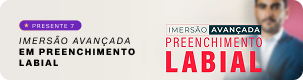 ★ PRESENTE 7
IMERSÃO AVANÇADA
EM PREENCHIMENTO
LABIAL
IMERSÃO AVANÇADA
PREENCHIMENTO
LABIAL